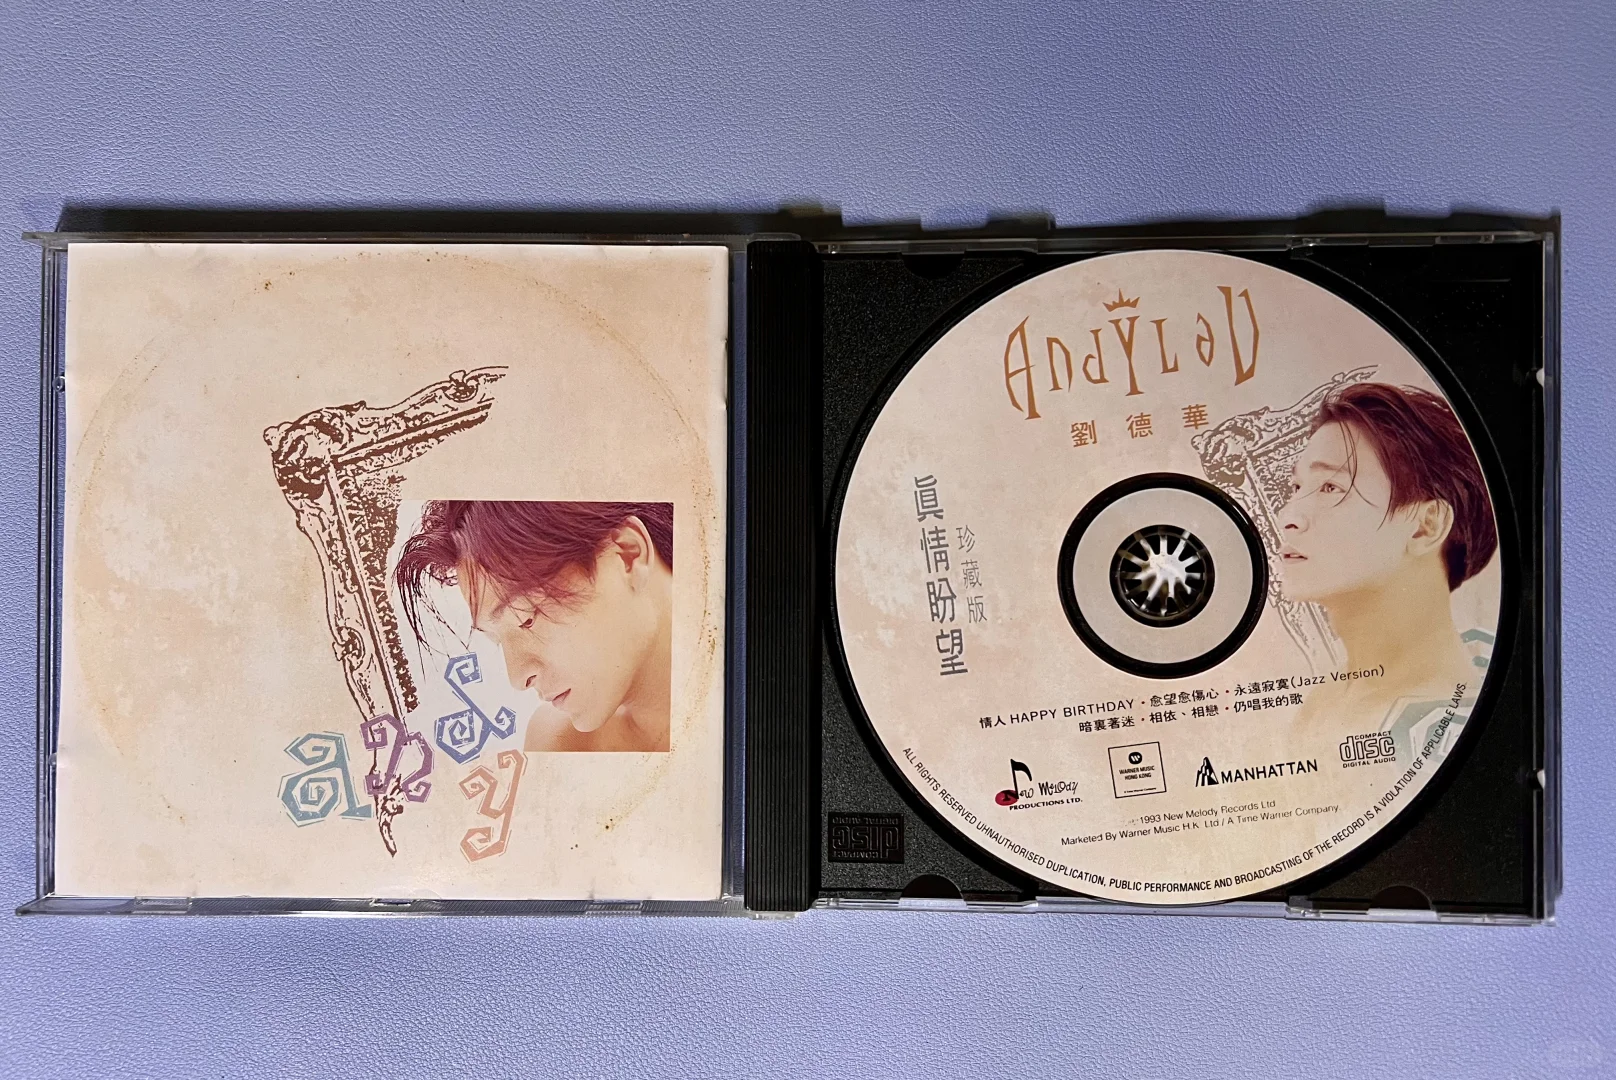 andy
AndyLau
劉德華
眞情盼望
珍藏版
情人 HAPPY BIRTHDAY・愈望愈傷心・永遠寂寞(Jazz Version)
暗裏著迷・相依、相戀・仍唱我的歌
New Melody
PRODUCTIONS LTD.
WARNER MUSIC
HONG KONG
MANHATTAN
COMPACT
disc
DIGITAL AUDIO
1993 New Melody Records Ltd
Marketed By Warner Music H.K. Ltd / A Time Warner Company.
ALL RIGHTS RESERVED UHNAUTHORISED DUPLICATION, PUBLIC PERFORMANCE AND BROADCASTING OF THE RECORD IS A VIOLATION OF APPLICABLE LAWS.
COMPACT
disc
DIGITAL AUDIO